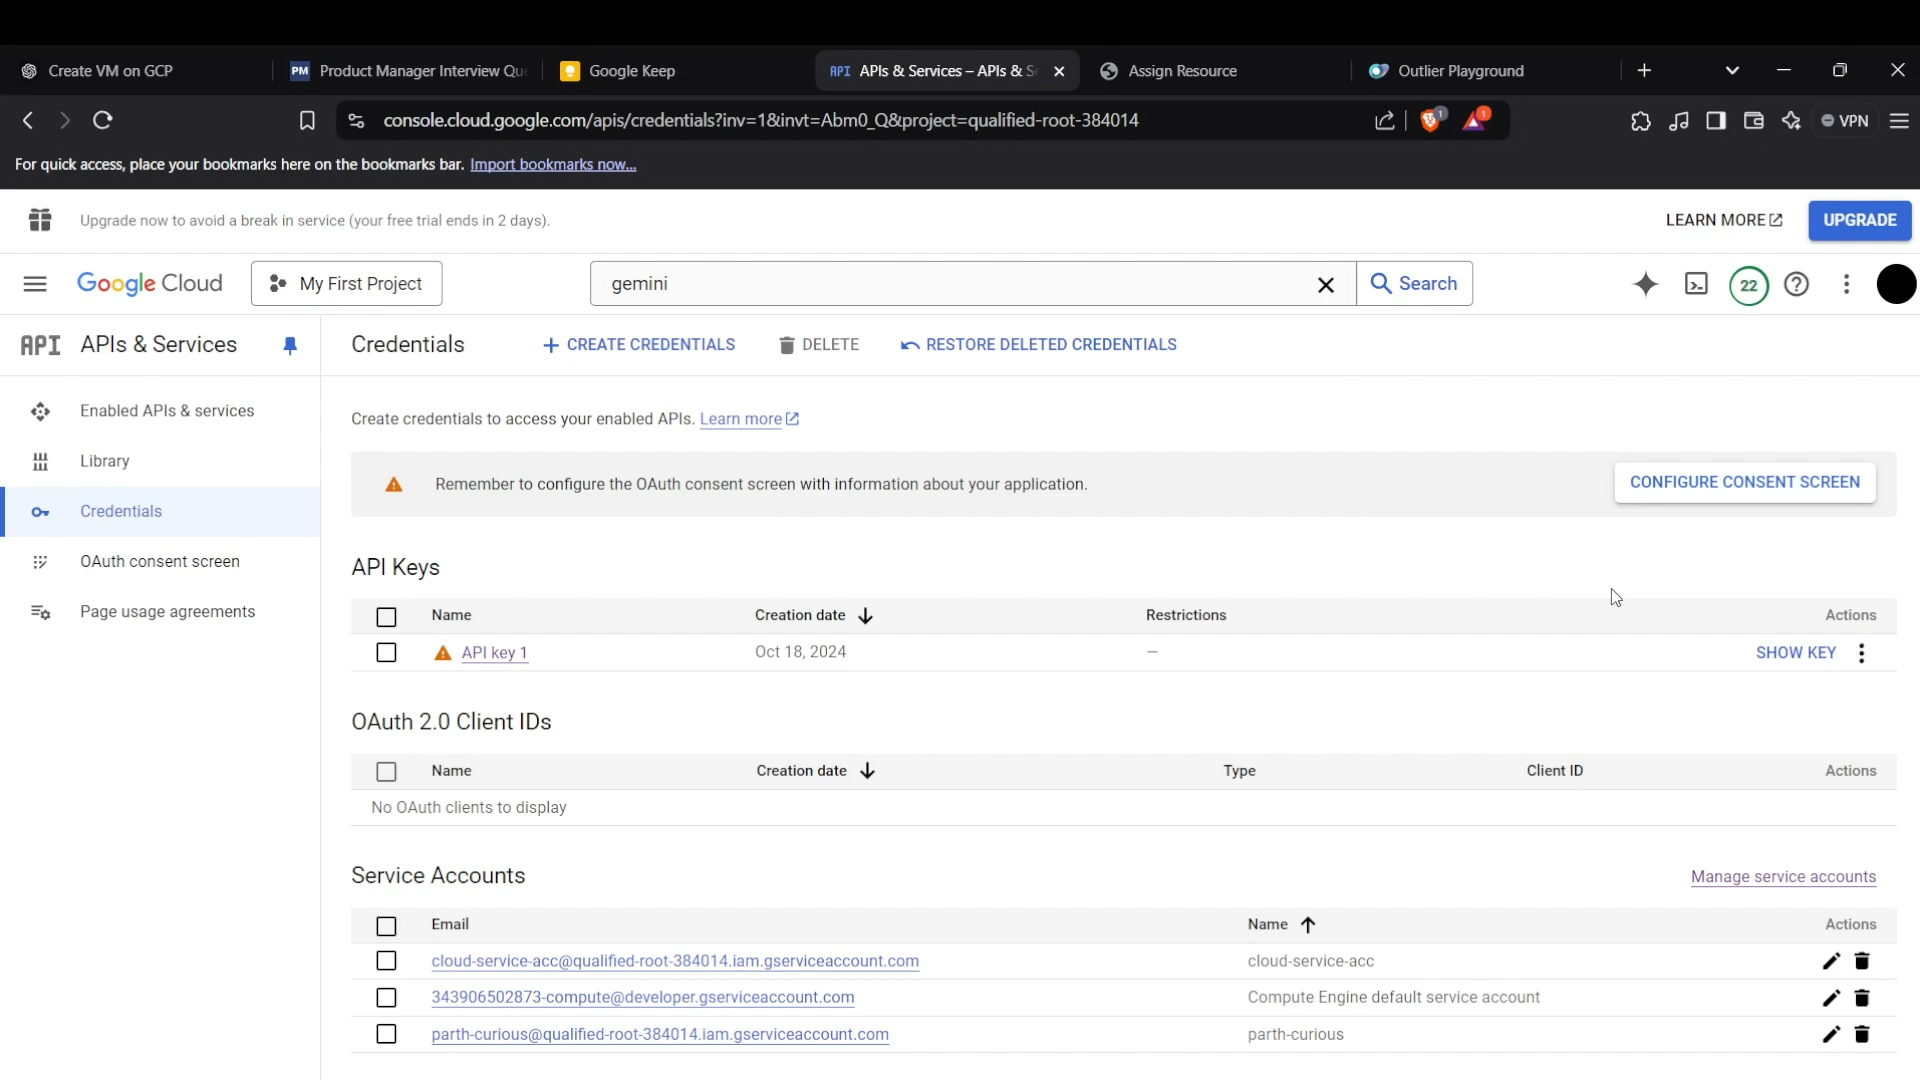 Create VM on GCP
PM Product Manager Interview Qu
Google Keep
API APIs & Services – APIs & S
Assign Resource
Outlier Playground
console.cloud.google.com/apis/credentials?inv=1&invt=Abm0_Q&project=qualified-root-384014
1
1
VPN
For quick access, place your bookmarks here on the bookmarks bar. Import bookmarks now...
Upgrade now to avoid a break in service (your free trial ends in 2 days).
LEARN MORE
UPGRADE
Google Cloud
My First Project
gemini
Search
22
API APIs & Services
Credentials
CREATE CREDENTIALS
DELETE
RESTORE DELETED CREDENTIALS
Enabled APIs & services
Library
Credentials
OAuth consent screen
Page usage agreements
Create credentials to access your enabled APIs. Learn more
Remember to configure the OAuth consent screen with information about your application.
CONFIGURE CONSENT SCREEN
API Keys
Name Creation date Restrictions Actions
API key 1 Oct 18, 2024 — SHOW KEY
OAuth 2.0 Client IDs
Name Creation date Type Client ID Actions
No OAuth clients to display
Service Accounts
Manage service accounts
Email Name Actions
cloud-service-acc@qualified-root-384014.iam.gserviceaccount.com cloud-service-acc
343906502873-compute@developer.gserviceaccount.com Compute Engine default service account
parth-curious@qualified-root-384014.iam.gserviceaccount.com parth-curious